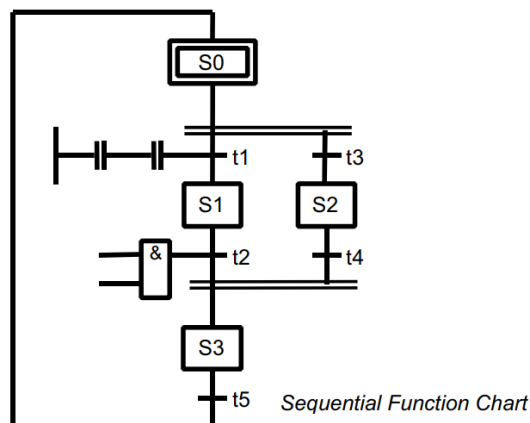 S0
t1
t3
S1
S2
&
t2
t4
S3
t5
Sequential Function Chart